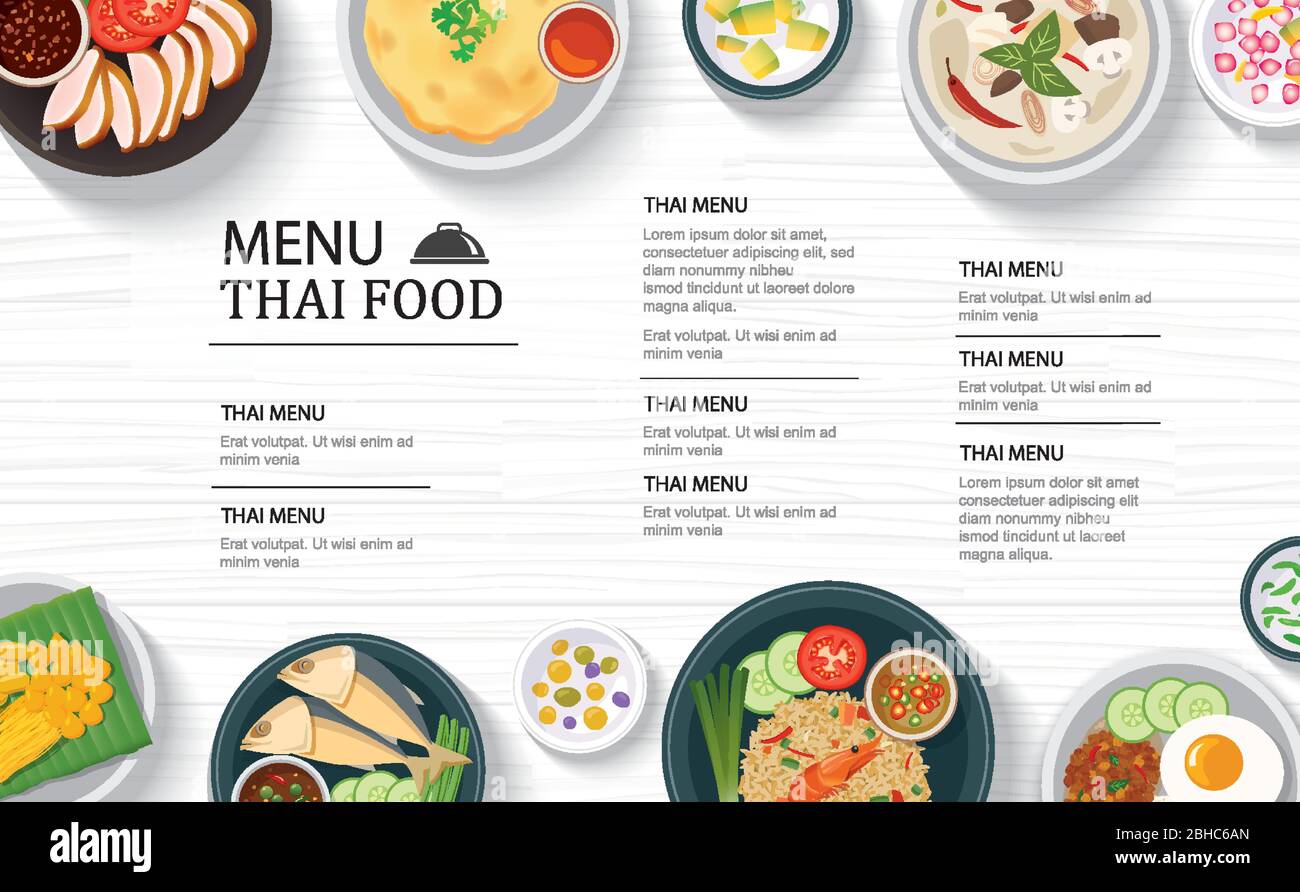 MENU
THAI FOOD
THAI MENU
Erat volutpat. Ut wisi enim ad
minim venia
THAI MENU
Erat volutpat. Ut wisi enim ad
minim venia
THAI MENU
Lorem ipsum dolor sit amet,
consectetuer adipiscing elit, sed
diam nonummy nibheu
ismod tincidunt ut laoreet dolore
magna aliqua.
Erat volutpat. Ut wisi enim ad
minim venia
THAI MENU
Erat volutpat. Ut wisi enim ad
minim venia
THAI MENU
Erat volutpat. Ut wisi enim ad
minim venia
THAI MENU
Erat volutpat. Ut wisi enim ad
minim venia
THAI MENU
Erat volutpat. Ut wisi enim ad
minim venia
THAI MENU
Lorem ipsum dolor sit amet,
consectetuer adipiscing elit
diam nonummy nibheu
ismod tincidunt ut laoreet
magna aliqua.
alamy
Image ID: 2BHC6AN
www.alamy.com